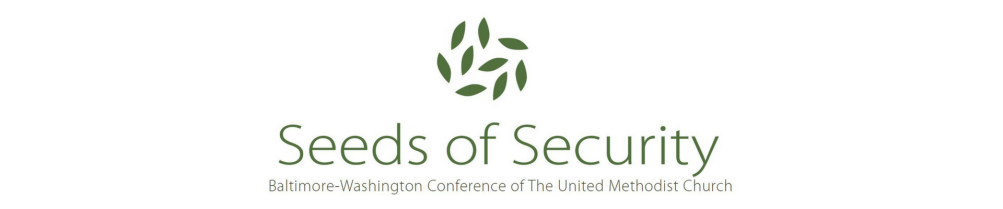 Seeds of Security
Baltimore-Washington Conference of The United Methodist Church